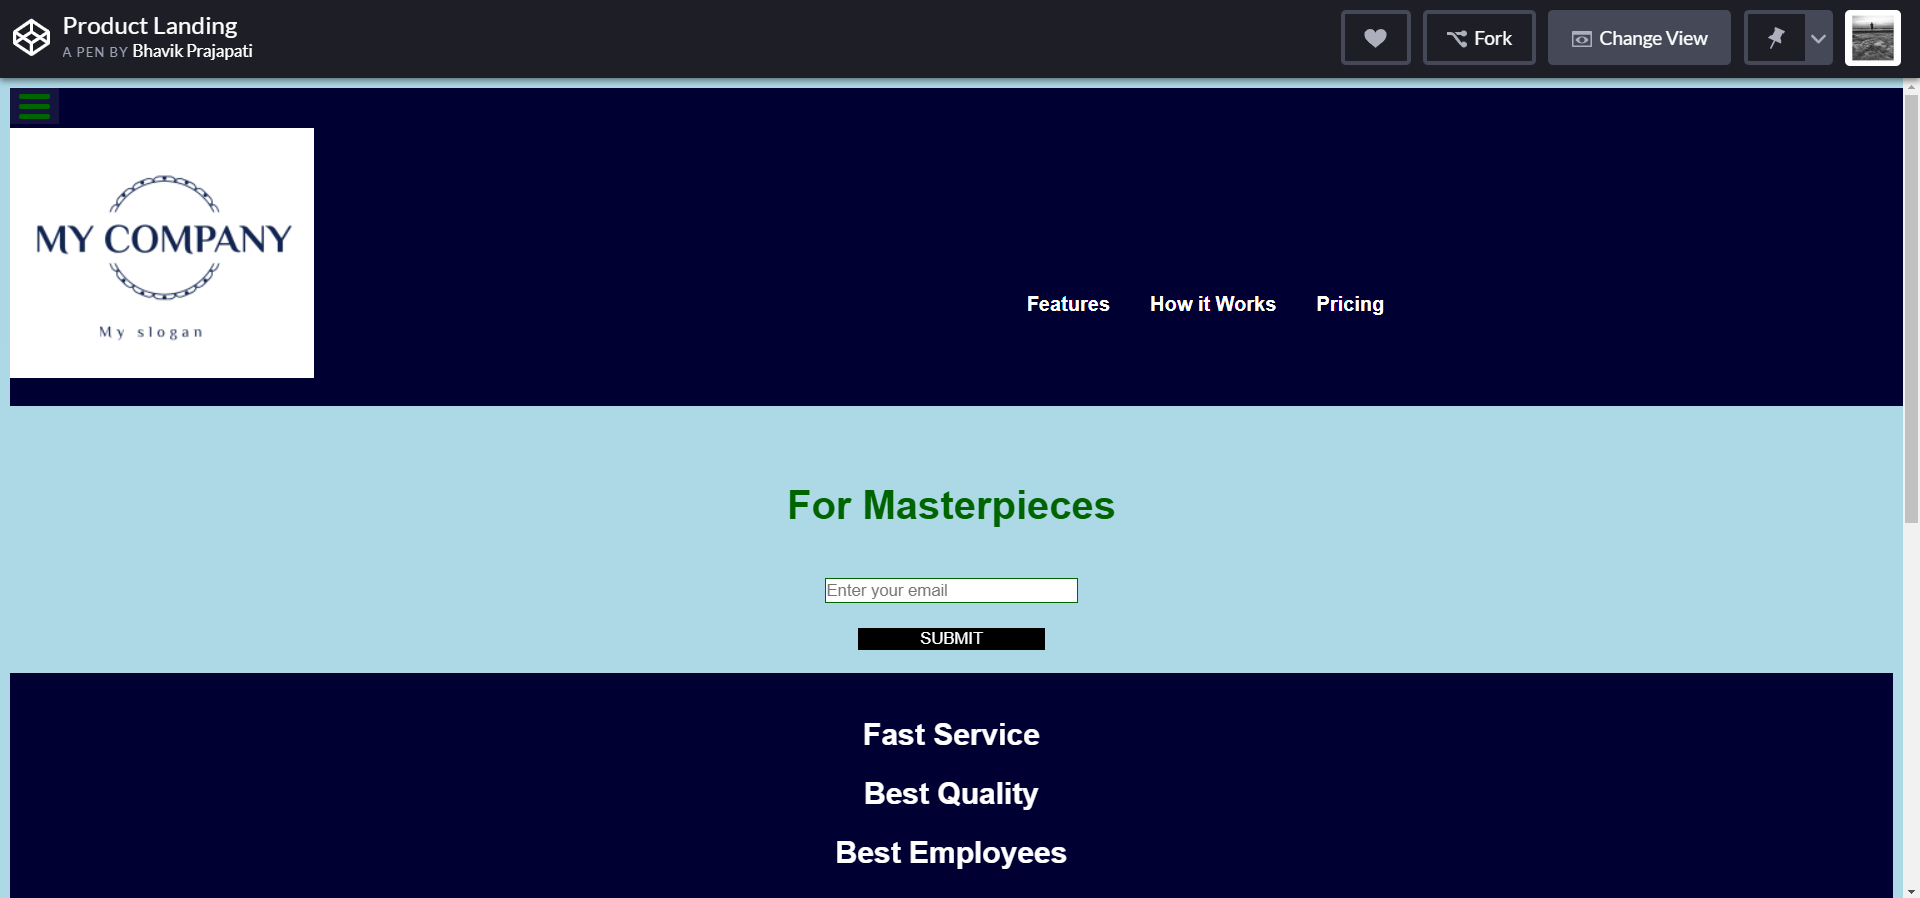 Product Landing
A PEN BY Bhavik Prajapati
Fork
Change View
MY COMPANY
My slogan
Features How it Works Pricing
For Masterpieces
Enter your email
SUBMIT
Fast Service
Best Quality
Best Employees